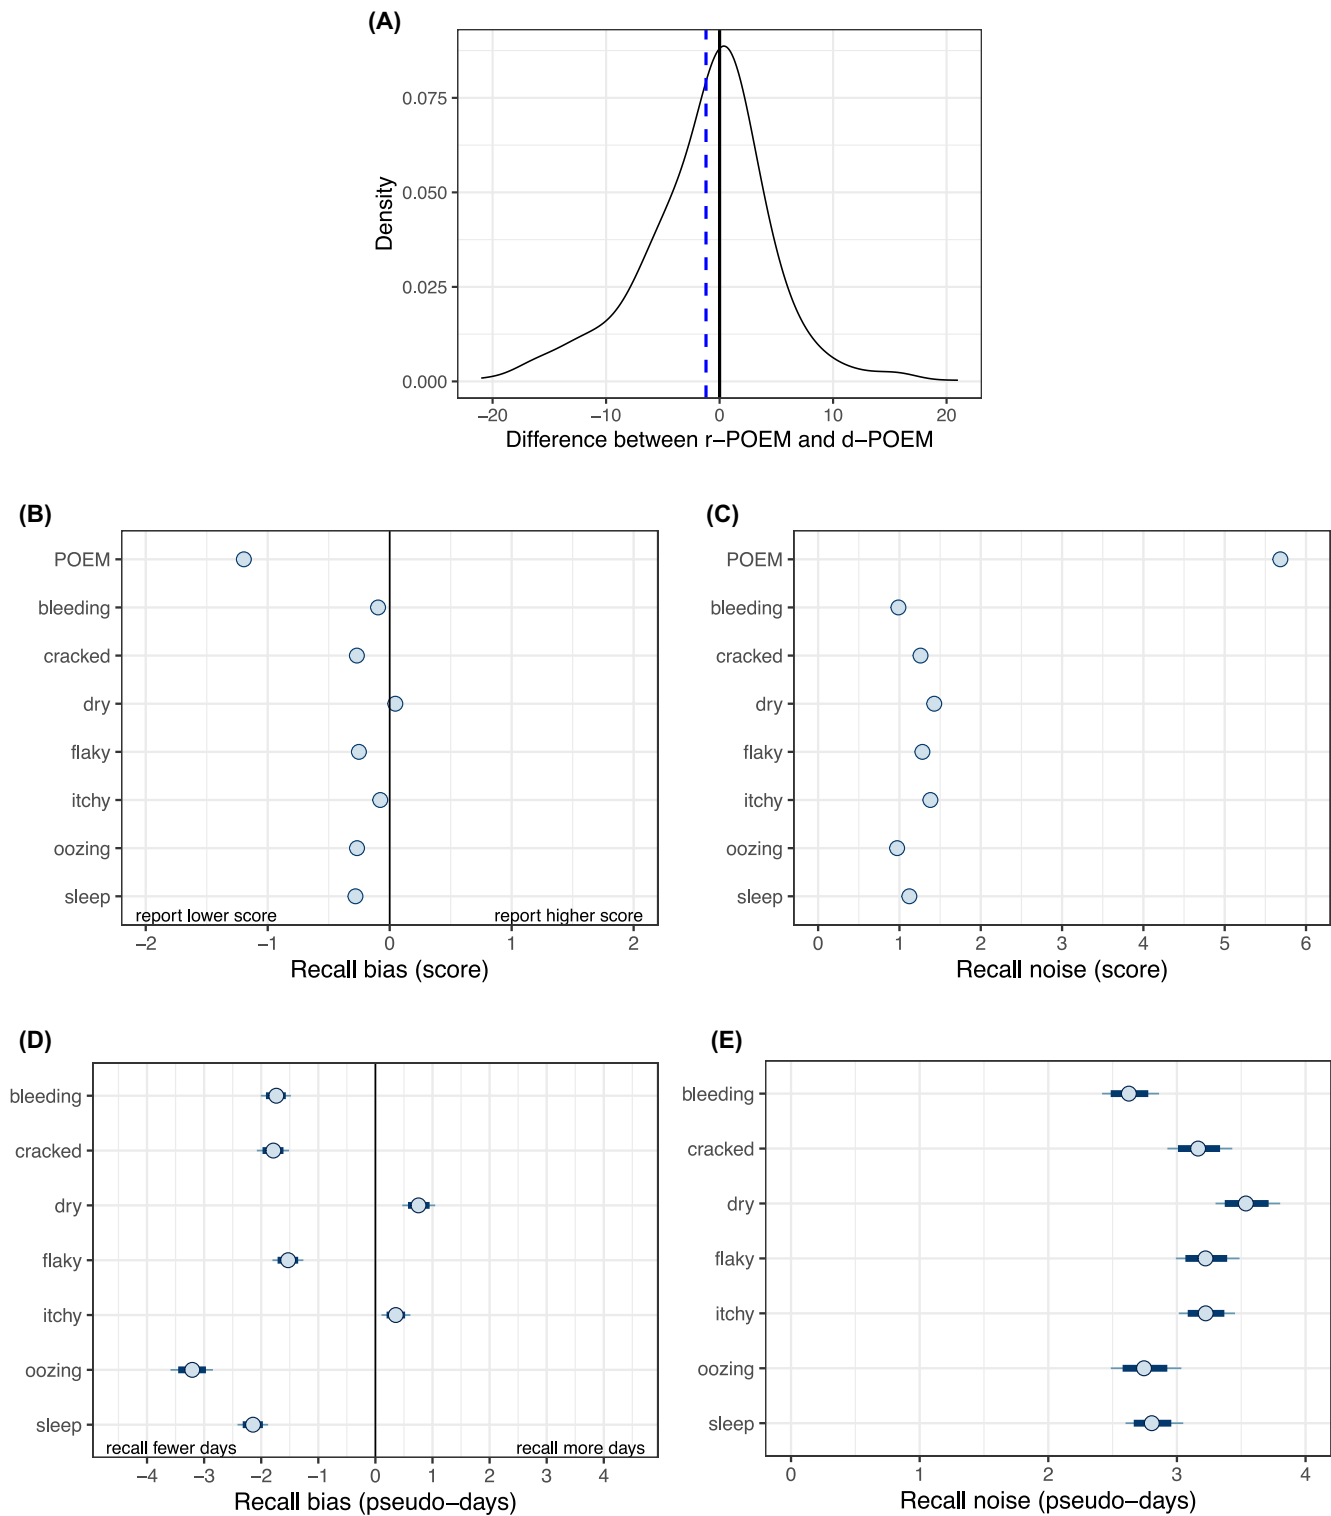 (A)
Density
0.075
0.050
0.025
0.000
−20 −10 0 10 20
Difference between r−POEM and d−POEM
(B)
POEM
bleeding
cracked
dry
flaky
itchy
oozing
sleep
report lower score report higher score
−2 −1 0 1 2
Recall bias (score)
(C)
POEM
bleeding
cracked
dry
flaky
itchy
oozing
sleep
0 1 2 3 4 5 6
Recall noise (score)
(D)
bleeding
cracked
dry
flaky
itchy
oozing
sleep
recall fewer days recall more days
−4 −3 −2 −1 0 1 2 3 4
Recall bias (pseudo−days)
(E)
bleeding
cracked
dry
flaky
itchy
oozing
sleep
0 1 2 3 4
Recall noise (pseudo−days)